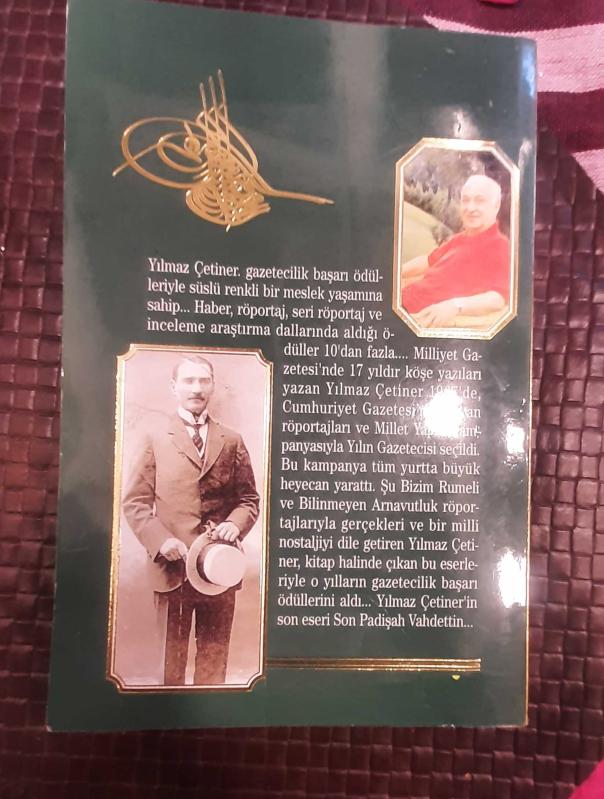 Yılmaz Çetiner. gazetecilik başarı ödül-
leriyle süslü renkli bir meslek yaşamına
sahip... Haber, röportaj, seri röportaj ve
inceleme araştırma dallarında aldığı ö-
düller 10'dan fazla.... Milliyet Ga-
zetesi'nde 17 yıldır köşe yazıları
yazan Yılmaz Çetiner
Cumhuriyet
röportajları ve Millet
panyasıyla Yılın Gazetecisi seçildi.
Bu kampanya tüm yurtta büyük
heyecan yarattı. Şu Bizim Rumeli
ve Bilinmeyen Arnavutluk röpor-
tajlarıyla gerçekleri ve bir milli
nostaljiyi dile getiren Yılmaz Çeti-
ner, kitap halinde çıkan bu eserle-
riyle o yılların gazetecilik başarı
ödüllerini aldı... Yılmaz Çetiner'in
son eseri Son Padişah Vahdettin...